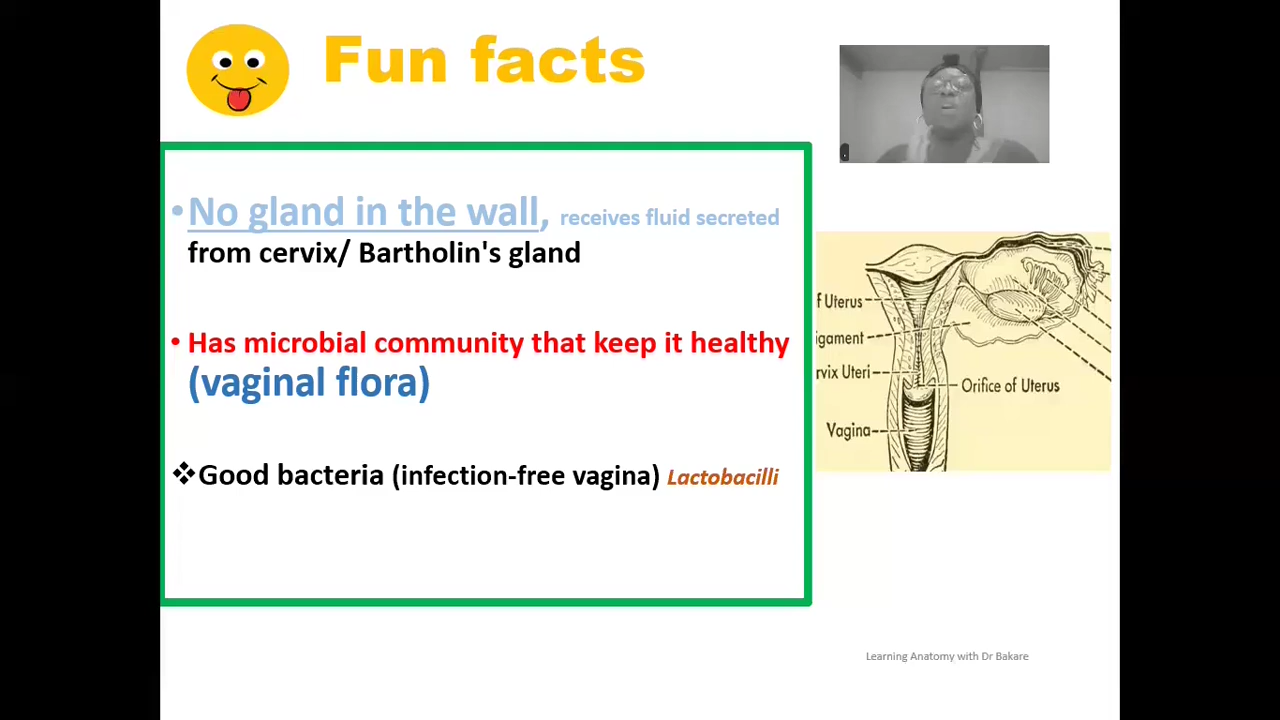 Fun facts
•No gland in the wall, receives fluid secreted
from cervix/ Bartholin's gland
• Has microbial community that keep it healthy
(vaginal flora)
❖Good bacteria (infection-free vagina) Lactobacilli
f Uterus
igament
rvix Uteri
Orifice of Uterus
Vagina
Learning Anatomy with Dr Bakare